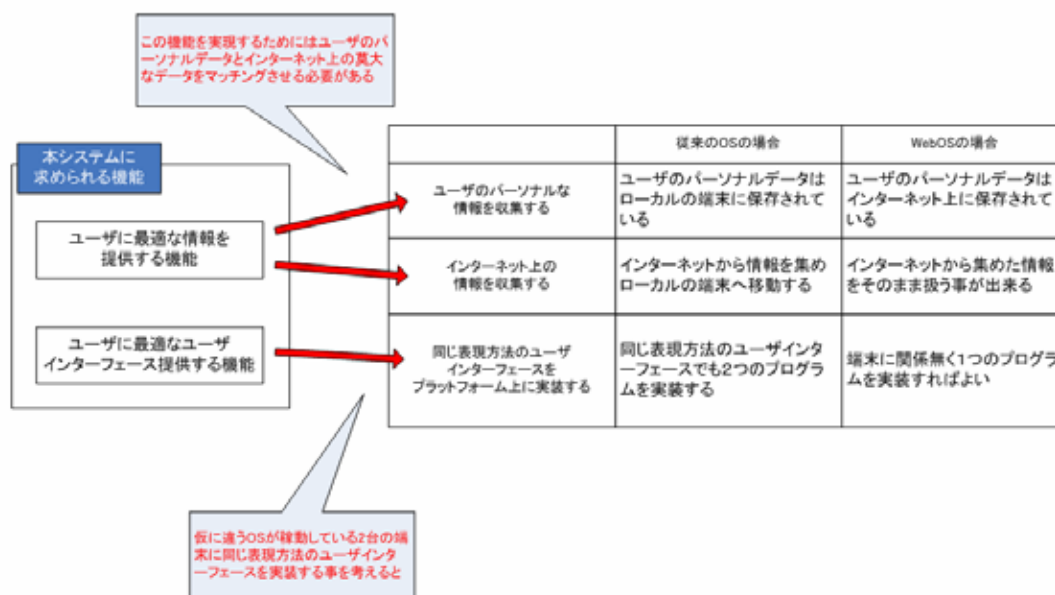 この機能を実現するためにはユーザのパ
ーソナルデータとインターネット上の莫大
なデータをマッチングさせる必要がある
本システムに
求められる機能
ユーザに最適な情報を
提供する機能
ユーザに最適なユーザ
インターフェース提供する機能
従来のOSの場合
WebOSの場合
ユーザのパーソナルな
情報を収集する
ユーザのパーソナルデータは
ローカルの端末に保存されて
いる
ユーザのパーソナルデータは
インターネット上に保存されて
いる
インターネット上の
情報を収集する
インターネットから情報を集め
ローカルの端末へ移動する
インターネットから集めた情報
をそのまま扱う事が出来る
同じ表現方法のユーザ
インターフェースを
プラットフォーム上に実装する
同じ表現方法のユーザインタ
ーフェースでも2つのプログラ
ムを実装する
端末に関係無く1つのプログラ
ムを実装すればよい
仮に違うOSが稼動している2台の端
末に同じ表現方法のユーザインタ
ーフェースを実装する事を考えると